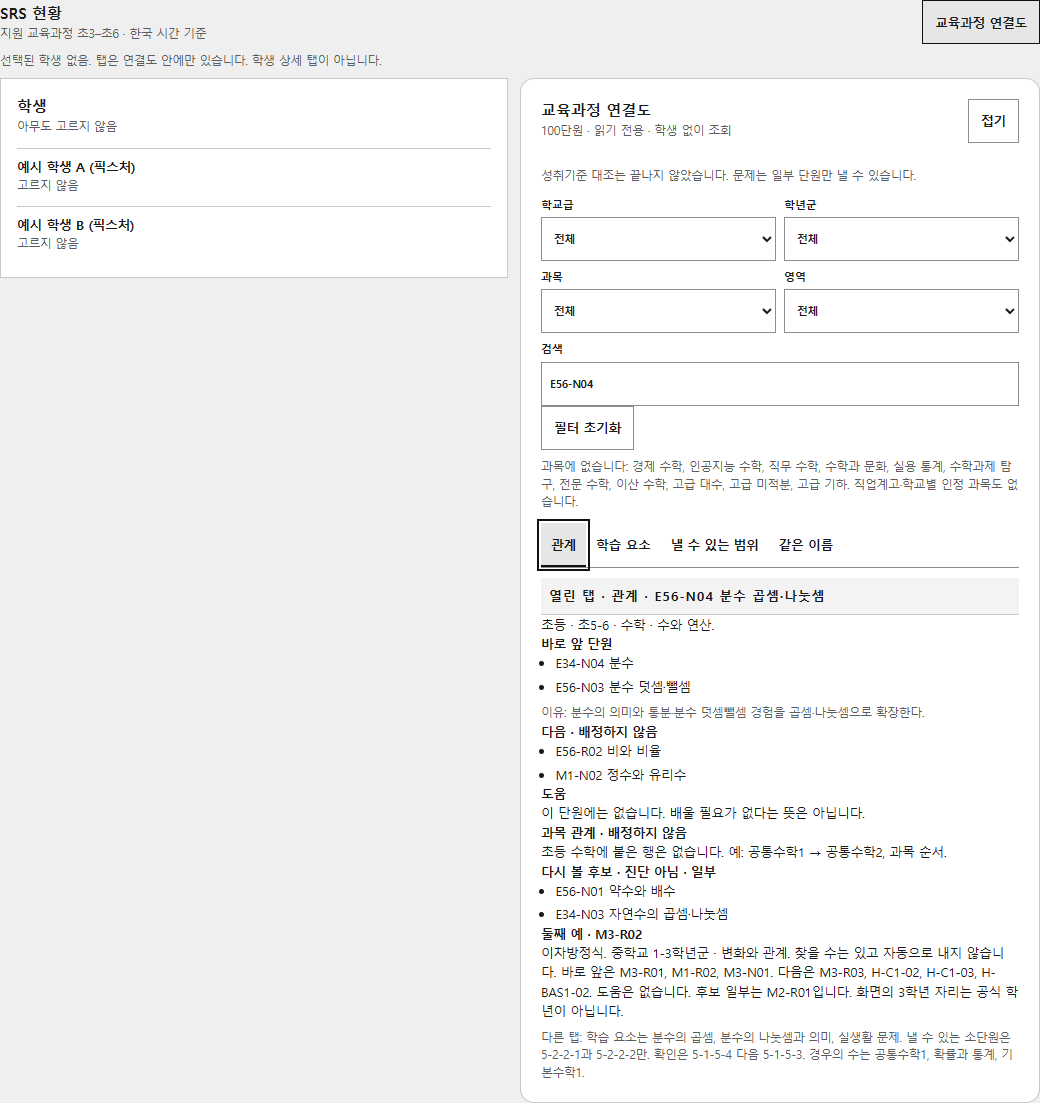 SRS 현황
지원 교육과정 초3–초6 · 한국 시간 기준
교육과정 연결도
선택된 학생 없음. 탭은 연결도 안에만 있습니다. 학생 상세 탭이 아닙니다.
학생
아무도 고르지 않음
예시 학생 A (픽스처)
고르지 않음
예시 학생 B (픽스처)
고르지 않음
교육과정 연결도
100단원 · 읽기 전용 · 학생 없이 조회
접기
성취기준 대조는 끝나지 않았습니다. 문제는 일부 단원만 낼 수 있습니다.
학교급
학년군
전체
전체
과목
영역
전체
전체
검색
E56-N04
필터 초기화
과목에 없습니다: 경제 수학, 인공지능 수학, 직무 수학, 수학과 문화, 실용 통계, 수학과제 탐
구, 전문 수학, 이산 수학, 고급 대수, 고급 미적분, 고급 기하. 직업계고·학교별 인정 과목도 없
습니다.
관계
학습 요소
낼 수 있는 범위
같은 이름
열린 탭 · 관계 · E56-N04 분수 곱셈·나눗셈
초등 · 초5-6 · 수학 · 수와 연산.
바로 앞 단원
• E34-N04 분수
• E56-N03 분수 덧셈·뺄셈
이유: 분수의 의미와 통분·분수 덧셈뺄셈 경험을 곱셈·나눗셈으로 확장한다.
다음 · 배정하지 않음
• E56-R02 비와 비율
• M1-N02 정수와 유리수
도움
이 단원에는 없습니다. 배울 필요가 없다는 뜻은 아닙니다.
과목 관계 · 배정하지 않음
초등 수학에 붙은 행은 없습니다. 예: 공통수학1 → 공통수학2, 과목 순서.
다시 볼 후보 · 진단 아님 · 일부
• E56-N01 약수와 배수
• E34-N03 자연수의 곱셈·나눗셈
둘째 예 · M3-R02
이차방정식. 중학교 1-3학년군 · 변화와 관계. 찾을 수는 있고 자동으로 내지 않습니
다. 바로 앞은 M3-R01, M1-R02, M3-N01. 다음은 M3-R03, H-C1-02, H-C1-03, H-
BAS1-02. 도움은 없습니다. 후보 일부는 M2-R01입니다. 화면의 3학년 자리는 공식 학
년이 아닙니다.
다른 탭: 학습 요소는 분수의 곱셈, 분수의 나눗셈과 의미, 실생활 문제. 낼 수 있는 소단원은
5-2-2-1과 5-2-2-2만. 확인은 5-1-5-4 다음 5-1-5-3. 경우의 수는 공통수학1, 확률과 통계, 기
본수학1.